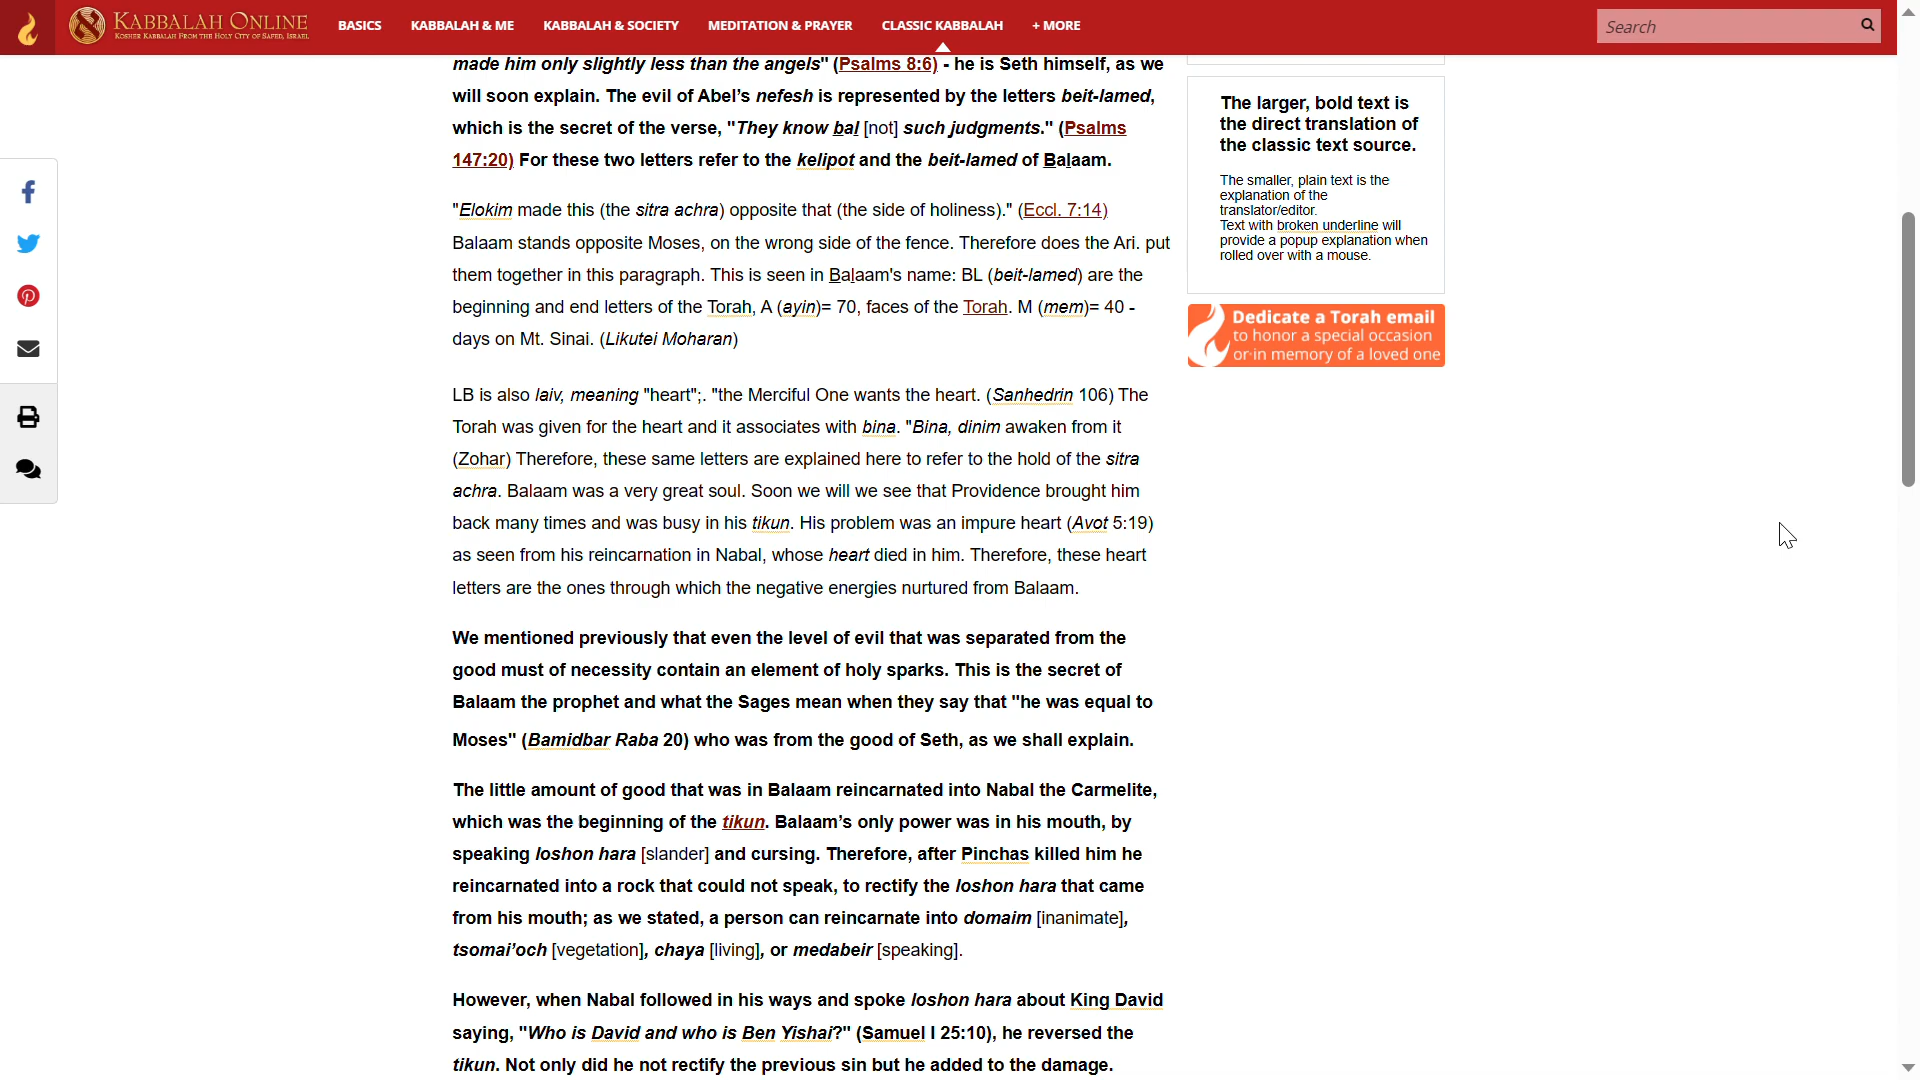 KABBALAH ONLINE
KOSHER KABBALAH FROM THE HOLY CITY OF SAFED, ISRAEL
BASICS
KABBALAH & ME
KABBALAH & SOCIETY
MEDITATION & PRAYER
CLASSIC KABBALAH
+ MORE
Search
made him only slightly less than the angels" (Psalms 8:6) - he is Seth himself, as we
will soon explain. The evil of Abel’s nefesh is represented by the letters beit-lamed,
which is the secret of the verse, "They know bal [not] such judgments." (Psalms
147:20) For these two letters refer to the kelipot and the beit-lamed of Balaam.
"Elokim made this (the sitra achra) opposite that (the side of holiness)." (Eccl. 7:14)
Balaam stands opposite Moses, on the wrong side of the fence. Therefore does the Ari. put
them together in this paragraph. This is seen in Balaam's name: BL (beit-lamed) are the
beginning and end letters of the Torah, A (ayin)= 70, faces of the Torah. M (mem)= 40 -
days on Mt. Sinai. (Likutei Moharan)
LB is also laiv, meaning "heart";. "the Merciful One wants the heart. (Sanhedrin 106) The
Torah was given for the heart and it associates with bina. "Bina, dinim awaken from it
(Zohar) Therefore, these same letters are explained here to refer to the hold of the sitra
achra. Balaam was a very great soul. Soon we will we see that Providence brought him
back many times and was busy in his tikun. His problem was an impure heart (Avot 5:19)
as seen from his reincarnation in Nabal, whose heart died in him. Therefore, these heart
letters are the ones through which the negative energies nurtured from Balaam.
We mentioned previously that even the level of evil that was separated from the
good must of necessity contain an element of holy sparks. This is the secret of
Balaam the prophet and what the Sages mean when they say that "he was equal to
Moses" (Bamidbar Raba 20) who was from the good of Seth, as we shall explain.
The little amount of good that was in Balaam reincarnated into Nabal the Carmelite,
which was the beginning of the tikun. Balaam’s only power was in his mouth, by
speaking loshon hara [slander] and cursing. Therefore, after Pinchas killed him he
reincarnated into a rock that could not speak, to rectify the loshon hara that came
from his mouth; as we stated, a person can reincarnate into domaim [inanimate],
tsomai’och [vegetation], chaya [living], or medabeir [speaking].
However, when Nabal followed in his ways and spoke loshon hara about King David
saying, "Who is David and who is Ben Yishai?" (Samuel I 25:10), he reversed the
tikun. Not only did he not rectify the previous sin but he added to the damage.
The larger, bold text is
the direct translation of
the classic text source.
The smaller, plain text is the
explanation of the
translator/editor.
Text with broken underline will
provide a popup explanation when
rolled over with a mouse.
Dedicate a Torah email
to honor a special occasion
or in memory of a loved one